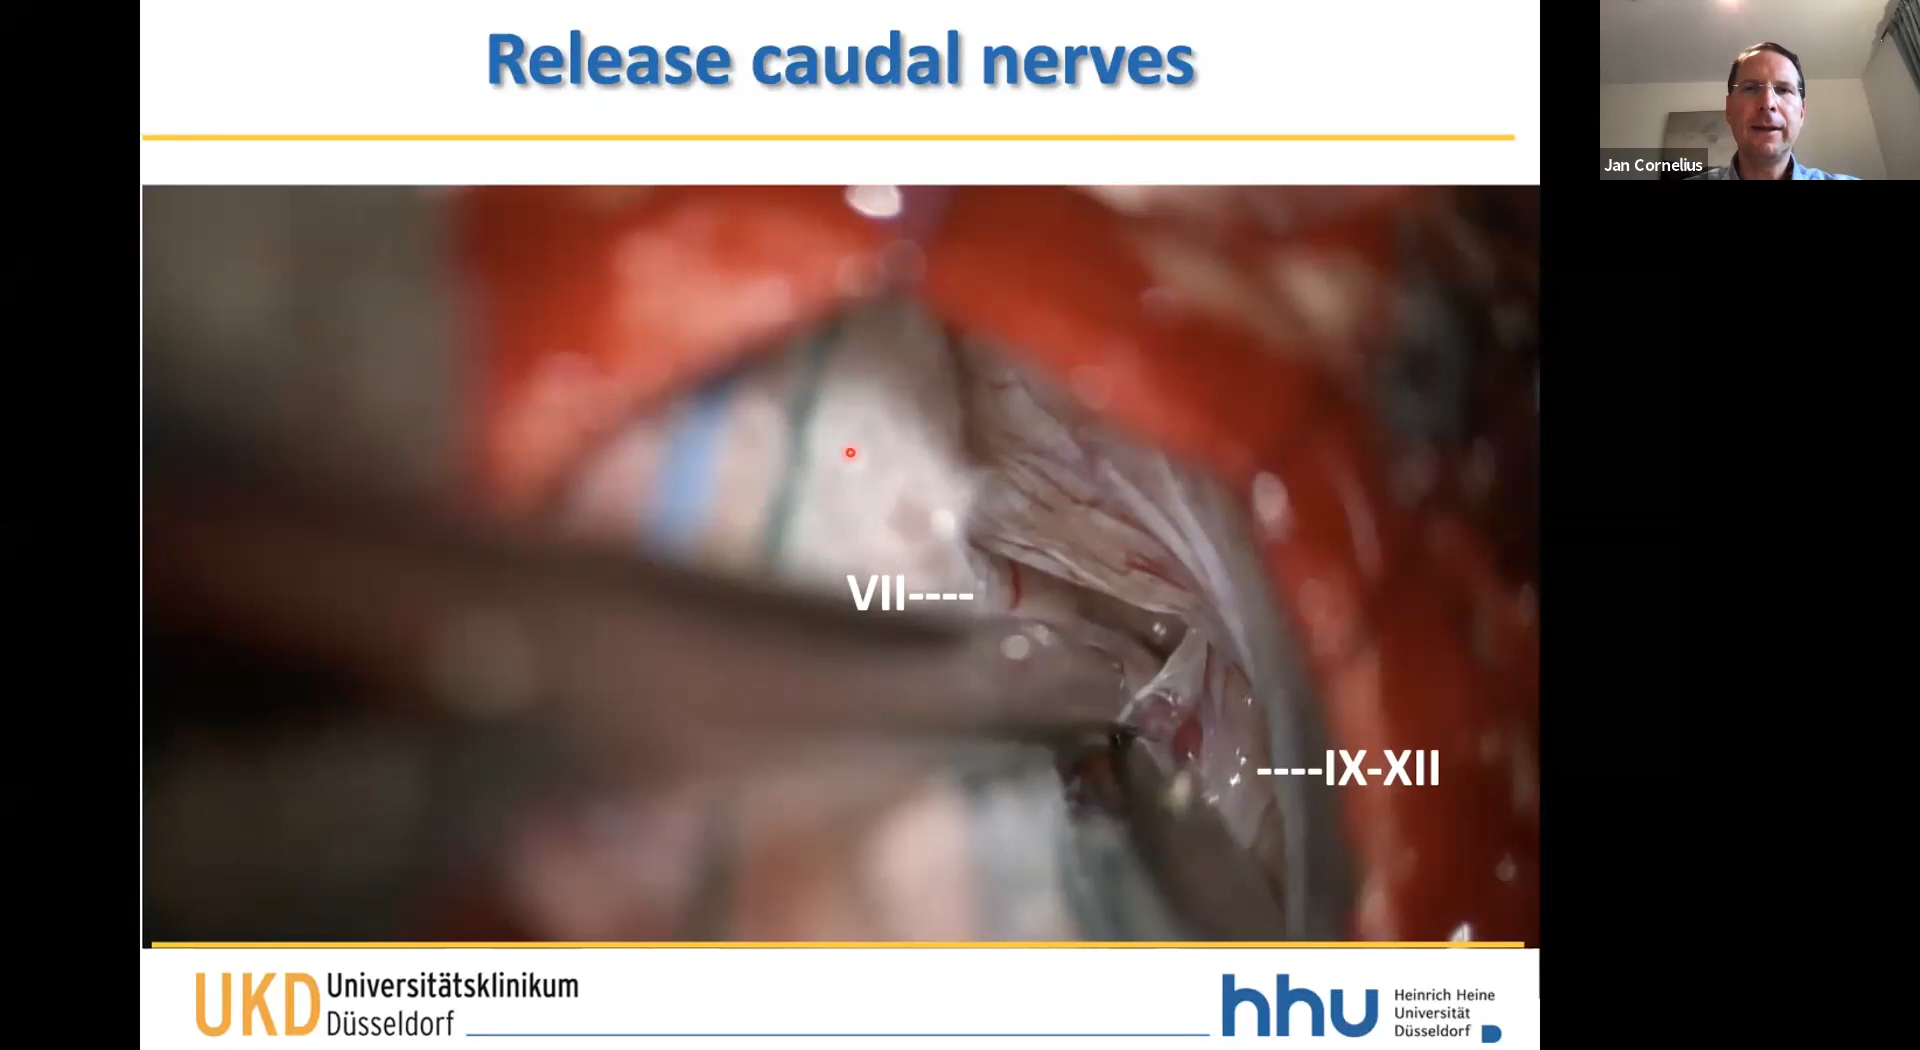 Release caudal nerves
Jan Cornelius
VII----
----IX-XII
UKD Universitätsklinikum
Düsseldorf
hhu Heinrich Heine
Universität
Düsseldorf